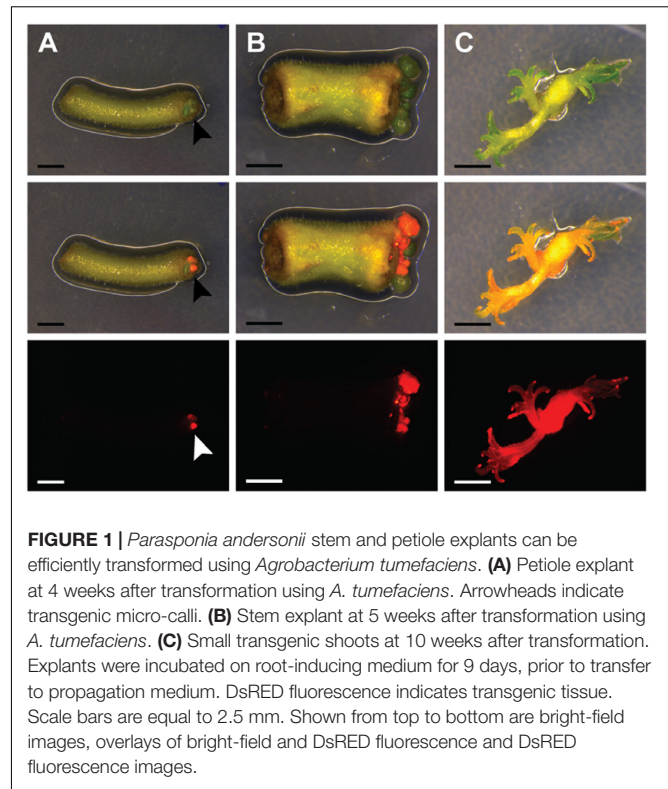 A
B
C
FIGURE 1 | Parasponia andersonii stem and petiole explants can be
efficiently transformed using Agrobacterium tumefaciens. (A) Petiole explant
at 4 weeks after transformation using A. tumefaciens. Arrowheads indicate
transgenic micro-calli. (B) Stem explant at 5 weeks after transformation using
A. tumefaciens. (C) Small transgenic shoots at 10 weeks after transformation.
Explants were incubated on root-inducing medium for 9 days, prior to transfer
to propagation medium. DsRED fluorescence indicates transgenic tissue.
Scale bars are equal to 2.5 mm. Shown from top to bottom are bright-field
images, overlays of bright-field and DsRED fluorescence and DsRED
fluorescence images.